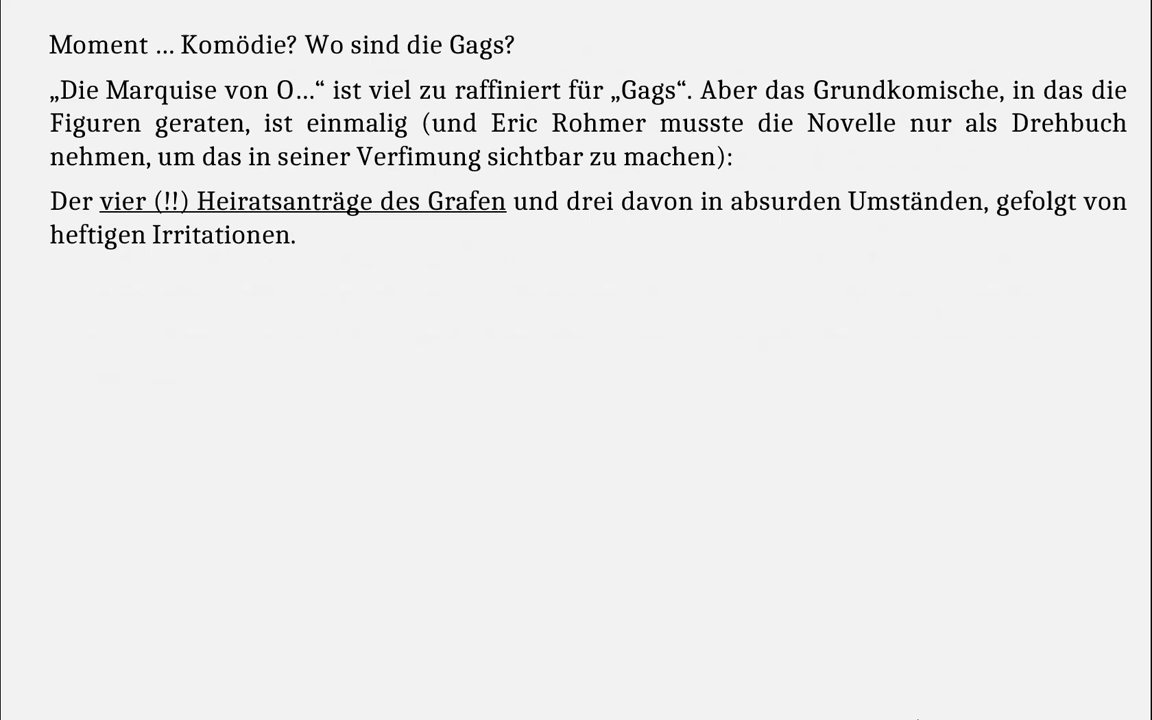 Moment … Komödie? Wo sind die Gags?
„Die Marquise von O…“ ist viel zu raffiniert für „Gags“. Aber das Grundkomische, in das die
Figuren geraten, ist einmalig (und Eric Rohmer musste die Novelle nur als Drehbuch
nehmen, um das in seiner Verfimung sichtbar zu machen):
Der vier (!!) Heiratsanträge des Grafen und drei davon in absurden Umständen, gefolgt von
heftigen Irritationen.